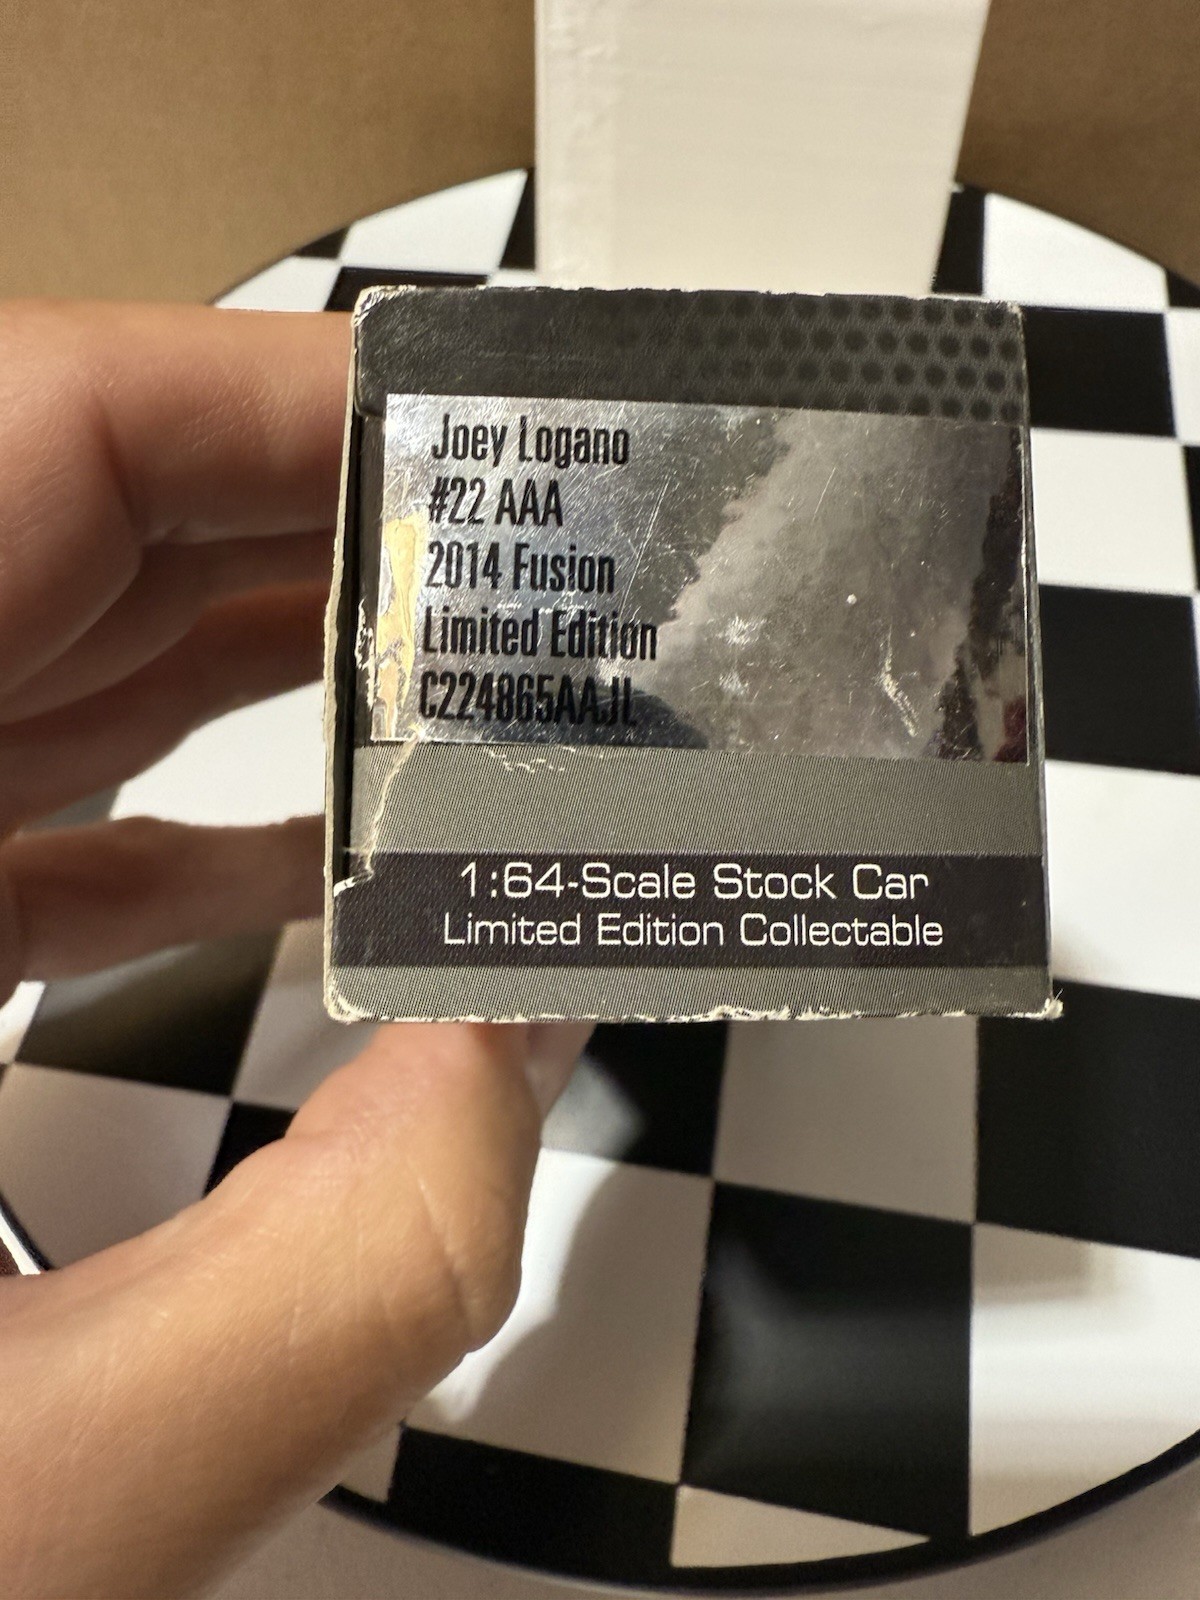 Joey Logano
#22 AAA
2014 Fusion
Limited Edition
C224865AAJL
1:64-Scale Stock Car
Limited Edition Collectable